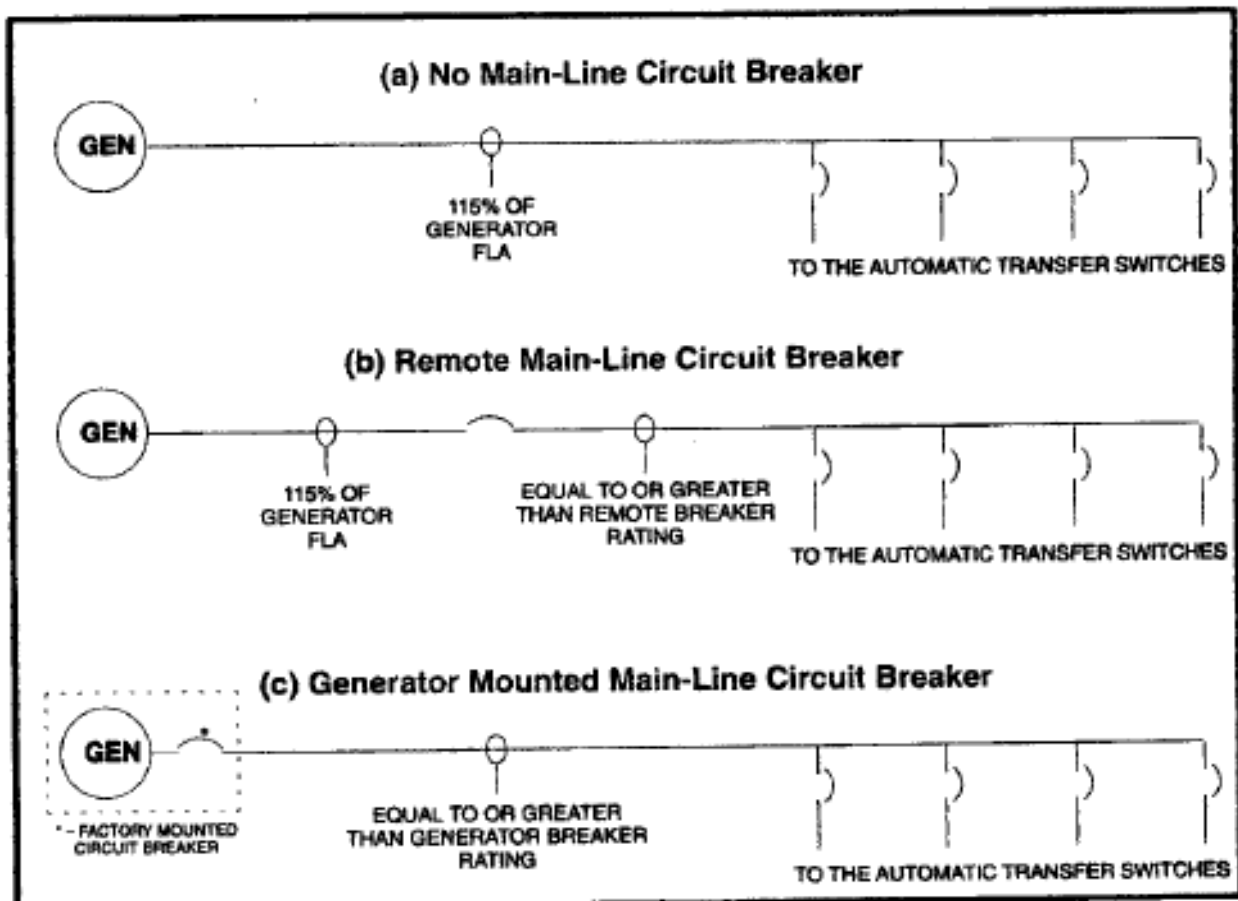 (a) No Main-Line Circuit Breaker
GEN
115% OF
GENERATOR
FLA
TO THE AUTOMATIC TRANSFER SWITCHES
(b) Remote Main-Line Circuit Breaker
GEN
115% OF
GENERATOR
FLA
EQUAL TO OR GREATER
THAN REMOTE BREAKER
RATING
TO THE AUTOMATIC TRANSFER SWITCHES
(c) Generator Mounted Main-Line Circuit Breaker
GEN
*
* – FACTORY MOUNTED
CIRCUIT BREAKER
EQUAL TO OR GREATER
THAN GENERATOR BREAKER
RATING
TO THE AUTOMATIC TRANSFER SWITCHES